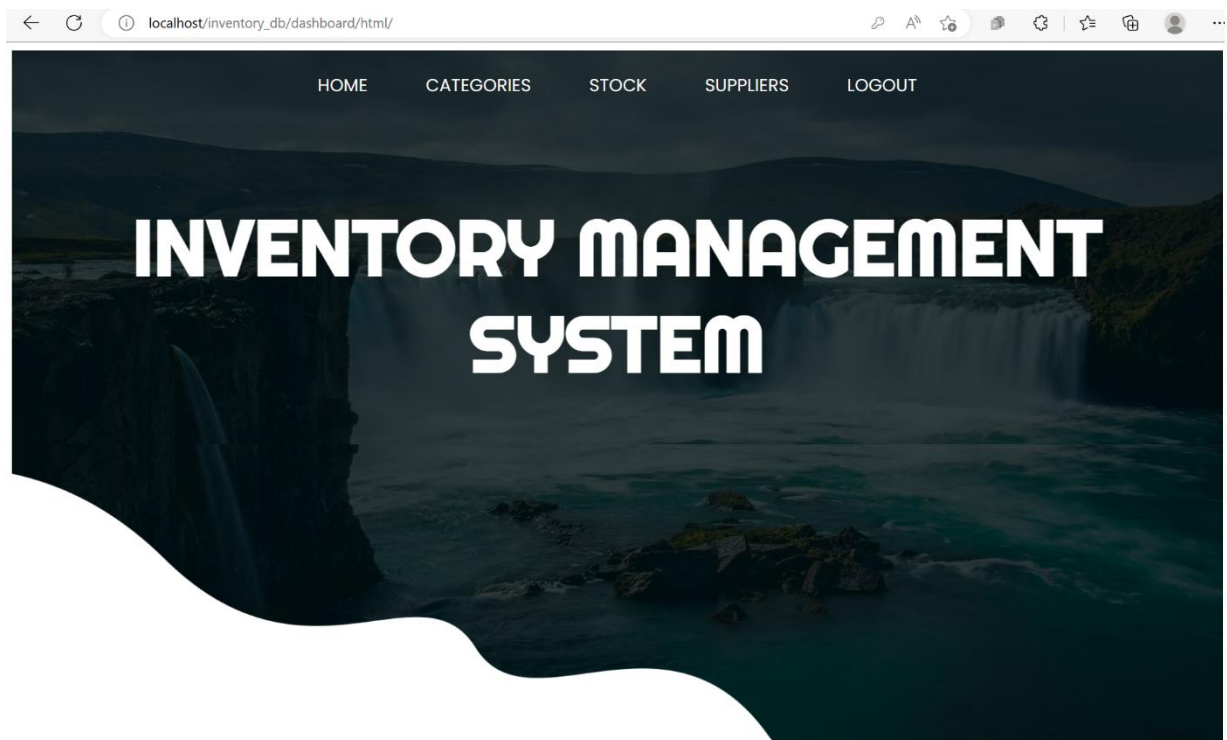 localhost/inventory_db/dashboard/html/
HOME CATEGORIES STOCK SUPPLIERS LOGOUT
INVENTORY MANAGEMENT
SYSTEM